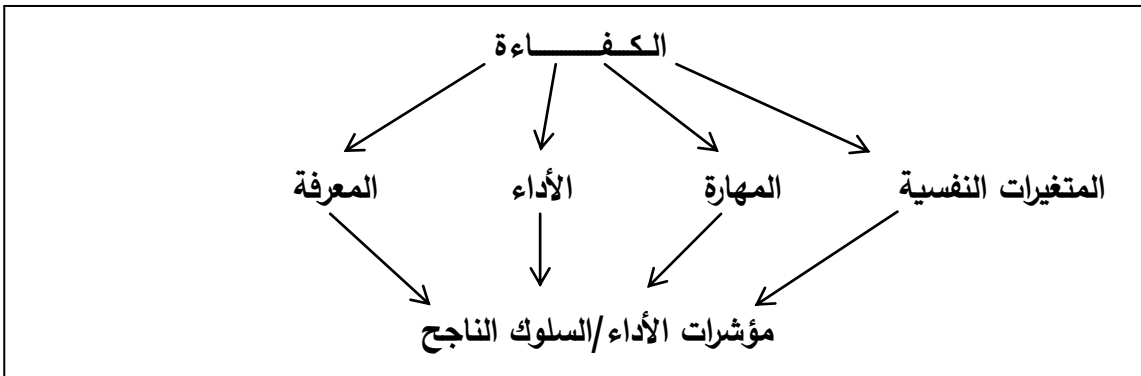 الكفاءة
المتغيرات النفسية المهارة الأداء المعرفة
مؤشرات الأداء/السلوك الناجح